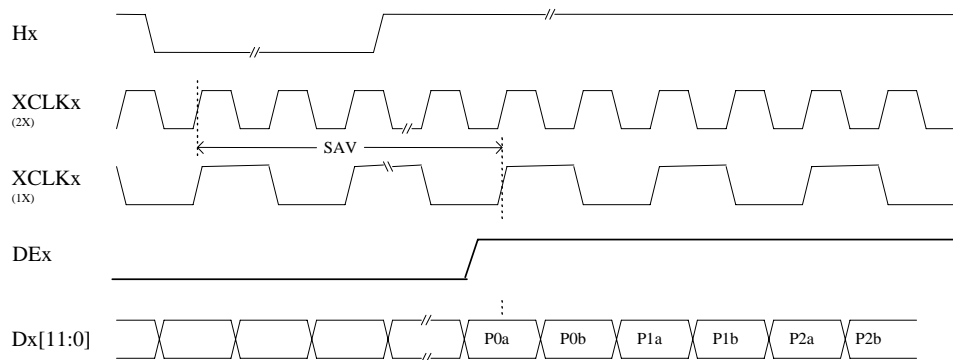 Hx
XCLKx
(2X)
SAV
XCLKx
(1X)
DEx
Dx[11:0]
P0a P0b P1a P1b P2a P2b